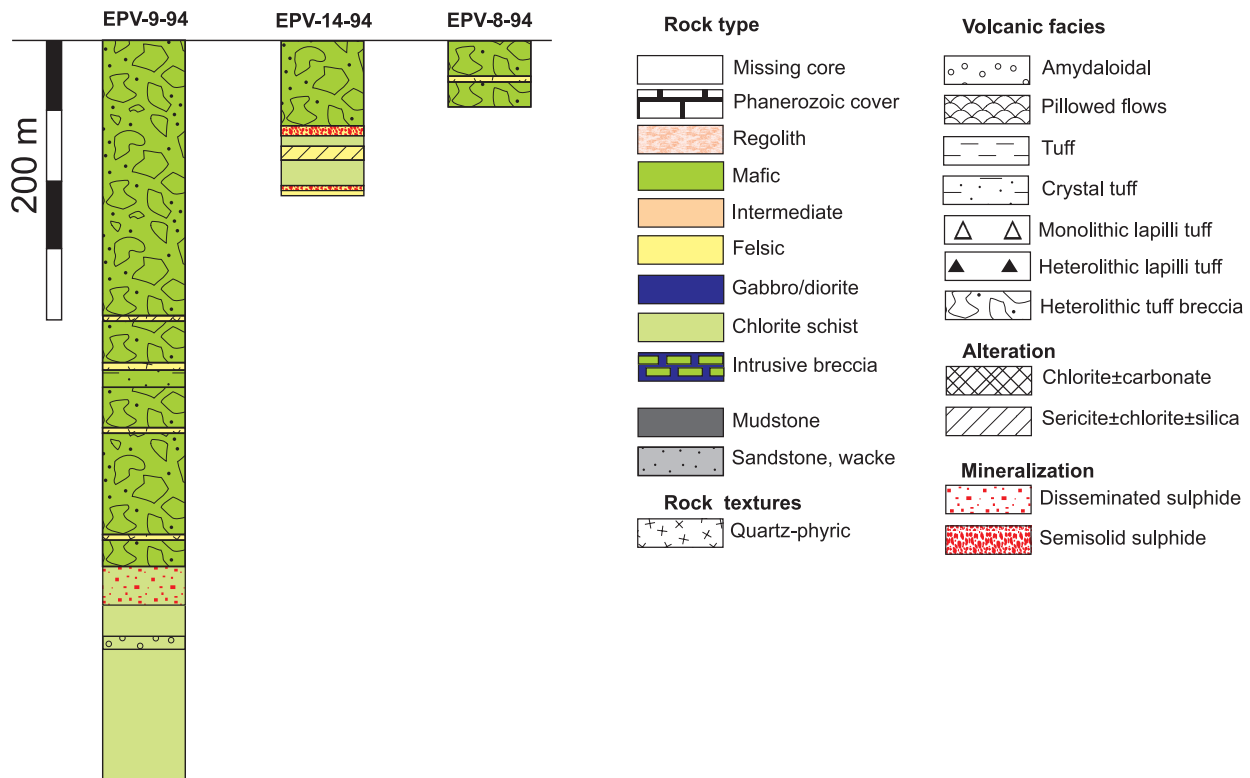 EPV-9-94
EPV-14-94
EPV-8-94
200 m
Rock type
Missing core
Phanerozoic cover
Regolith
Mafic
Intermediate
Felsic
Gabbro/diorite
Chlorite schist
Intrusive breccia
Mudstone
Sandstone, wacke
Rock textures
Quartz-phyric
Volcanic facies
Amydaloidal
Pillowed flows
Tuff
Crystal tuff
Monolithic lapilli tuff
Heterolithic lapilli tuff
Heterolithic tuff breccia
Alteration
Chlorite±carbonate
Sericite±chlorite±silica
Mineralization
Disseminated sulphide
Semisolid sulphide